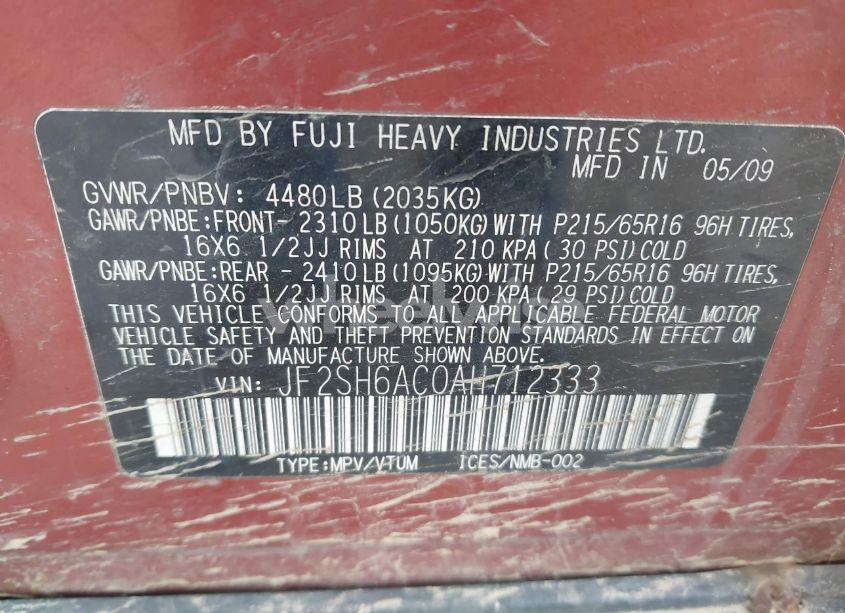 MFD BY FUJI HEAVY INDUSTRIES LTD.
MFD IN 05/09
GVWR/PNBV: 4480LB (2035KG)
GAWR/PNBE:FRONT- 2310LB(1050KG) WITH P215/65R16 96H TIRES,
16X6 1/2JJ RIMS AT 210 KPA( 30 PSI) COLD
GAWR/PNBE:REAR - 2410LB(1095KG) WITH P215/65R16 96H TIRES,
16X6 1/2JJ RIMS AT 200 KPA(29 PSI) COLD
THIS VEHICLE CONFORMS TO ALL APPLICABLE FEDERAL MOTOR
VEHICLE SAFETY AND THEFT PREVENTION STANDARDS IN EFFECT ON
THE DATE OF MANUFACTURE SHOWN ABOVE.
VIN: JF2SH6AC0AH712333
TYPE:MPV/VTUM ICES/NMB-002